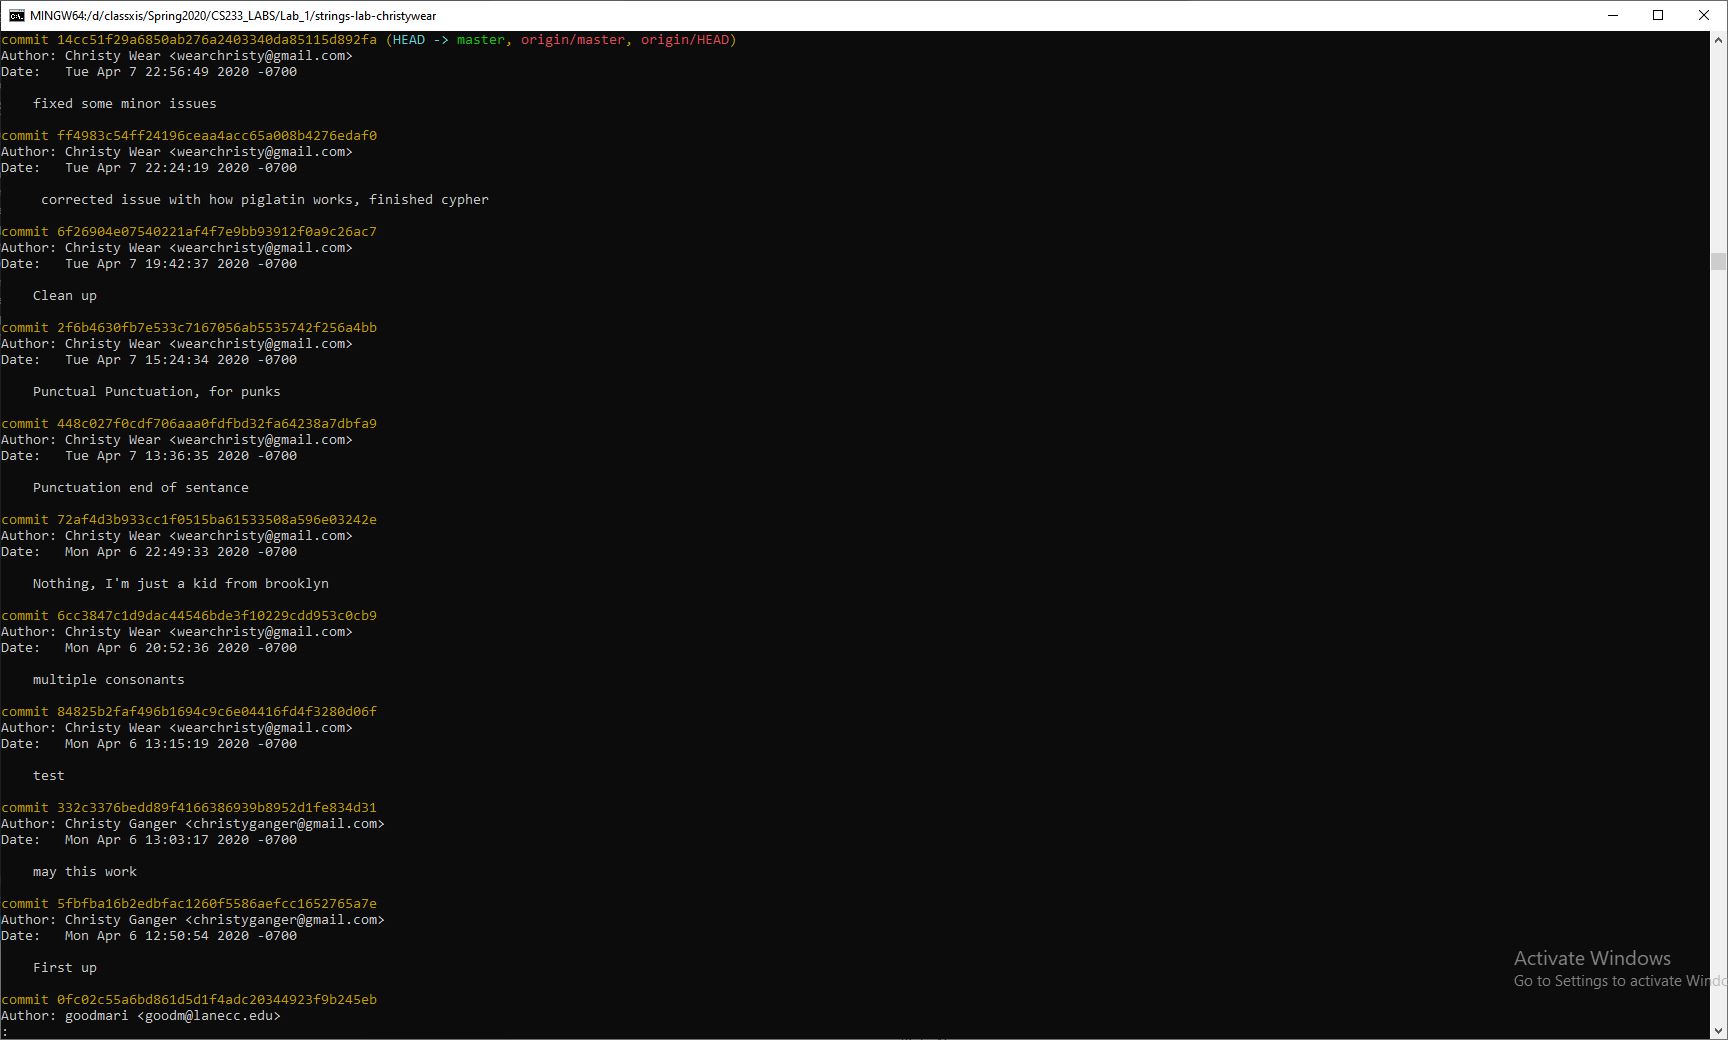 MINGW64:/d/classxis/Spring2020/CS233_LABS/Lab_1/strings-lab-christywear
commit 14cc51f29a6850ab276a2403340da85115d892fa (HEAD -> master, origin/master, origin/HEAD)
Author: Christy Wear <wearchristy@gmail.com>
Date:   Tue Apr 7 22:56:49 2020 -0700
    fixed some minor issues
commit ff4983c54ff24196ceaa4acc65a008b4276edaf0
Author: Christy Wear <wearchristy@gmail.com>
Date:   Tue Apr 7 22:24:19 2020 -0700
     corrected issue with how piglatin works, finished cypher
commit 6f26904e07540221af4f7e9bb93912f0a9c26ac7
Author: Christy Wear <wearchristy@gmail.com>
Date:   Tue Apr 7 19:42:37 2020 -0700
    Clean up
commit 2f6b4630fb7e533c7167056ab5535742f256a4bb
Author: Christy Wear <wearchristy@gmail.com>
Date:   Tue Apr 7 15:24:34 2020 -0700
    Punctual Punctuation, for punks
commit 448c027f0cdf706aaa0fdfbd32fa64238a7dbfa9
Author: Christy Wear <wearchristy@gmail.com>
Date:   Tue Apr 7 13:36:35 2020 -0700
    Punctuation end of sentance
commit 72af4d3b933cc1f0515ba61533508a596e03242e
Author: Christy Wear <wearchristy@gmail.com>
Date:   Mon Apr 6 22:49:33 2020 -0700
    Nothing, I'm just a kid from brooklyn
commit 6cc3847c1d9dac44546bde3f10229cdd953c0cb9
Author: Christy Wear <wearchristy@gmail.com>
Date:   Mon Apr 6 20:52:36 2020 -0700
    multiple consonants
commit 84825b2faf496b1694c9c6e04416fd4f3280d06f
Author: Christy Wear <wearchristy@gmail.com>
Date:   Mon Apr 6 13:15:19 2020 -0700
    test
commit 332c3376bedd89f4166386939b8952d1fe834d31
Author: Christy Ganger <christyganger@gmail.com>
Date:   Mon Apr 6 13:03:17 2020 -0700
    may this work
commit 5fbfba16b2edbfac1260f5586aefcc1652765a7e
Author: Christy Ganger <christyganger@gmail.com>
Date:   Mon Apr 6 12:50:54 2020 -0700
    First up
commit 0fc02c55a6bd861d5d1f4adc20344923f9b245eb
Author: goodmari <goodm@lanecc.edu>
:
Activate Windows
Go to Settings to activate Windo